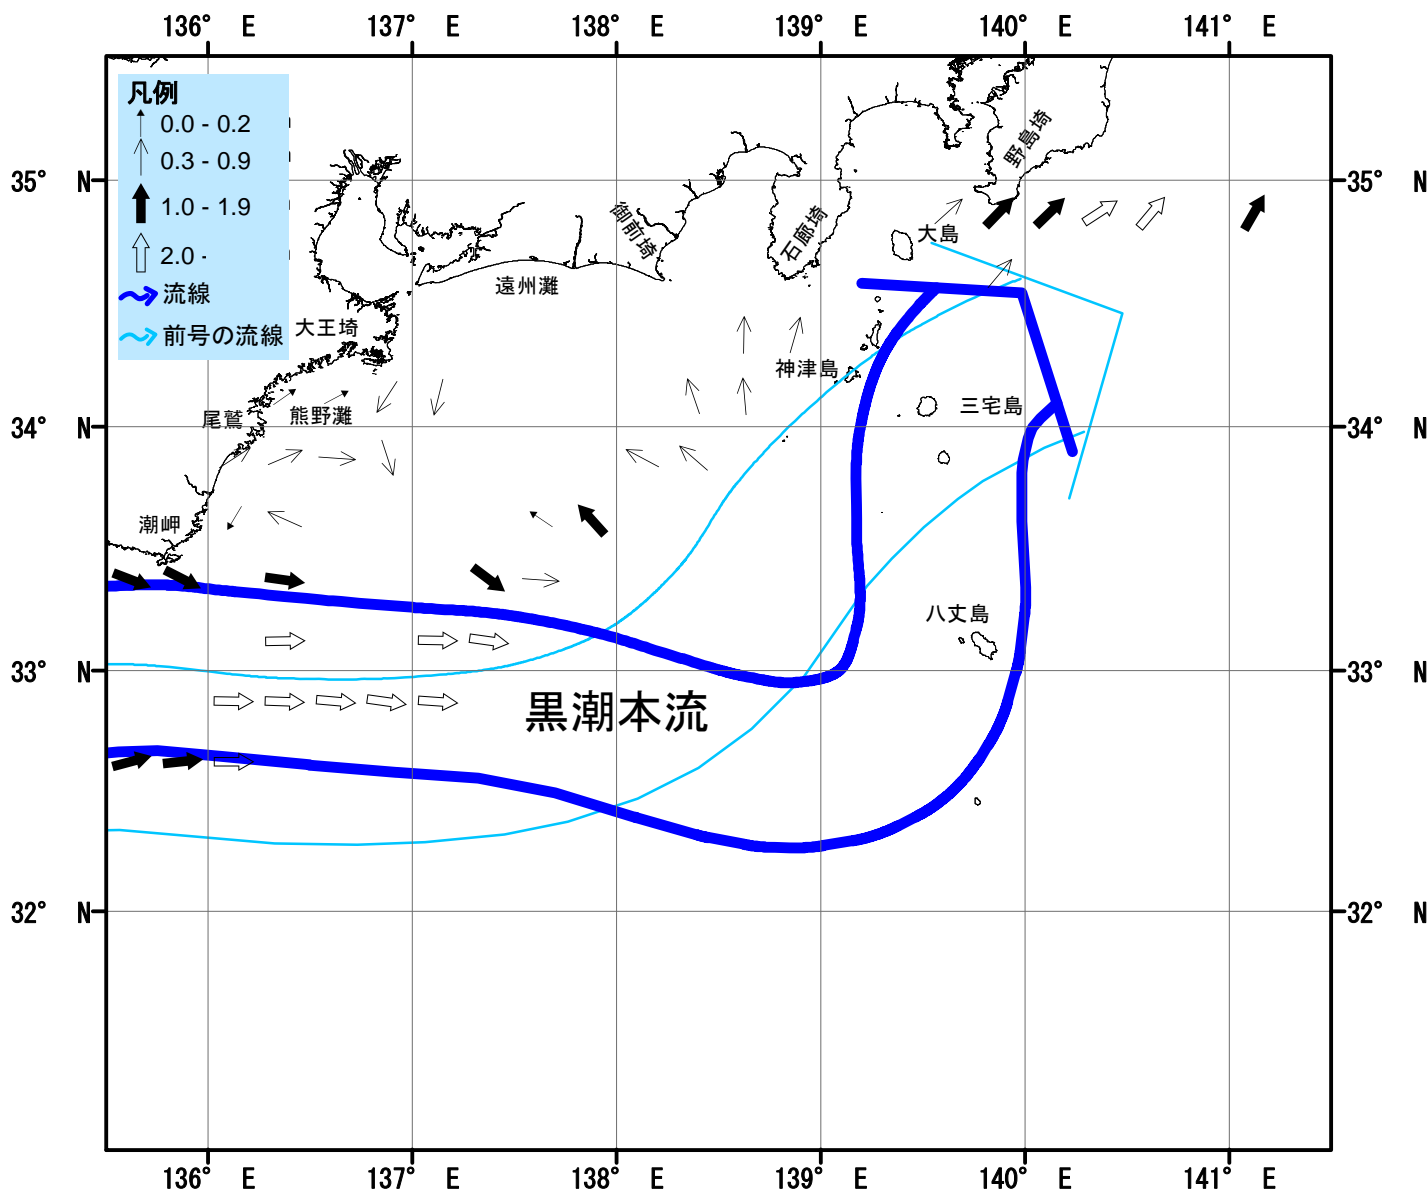 136° E 137° E 138° E 139° E 140° E 141° E
凡例
0.0 - 0.2
0.3 - 0.9
1.0 - 1.9
2.0 -
流線
前号の流線
野島埼
35° N
35° N
御前埼
石廊埼
大島
遠州灘
大王埼
神津島
三宅島
尾鷲
熊野灘
34° N
34° N
潮岬
八丈島
33° N
33° N
黒潮本流
32° N
32° N
136° E 137° E 138° E 139° E 140° E 141° E